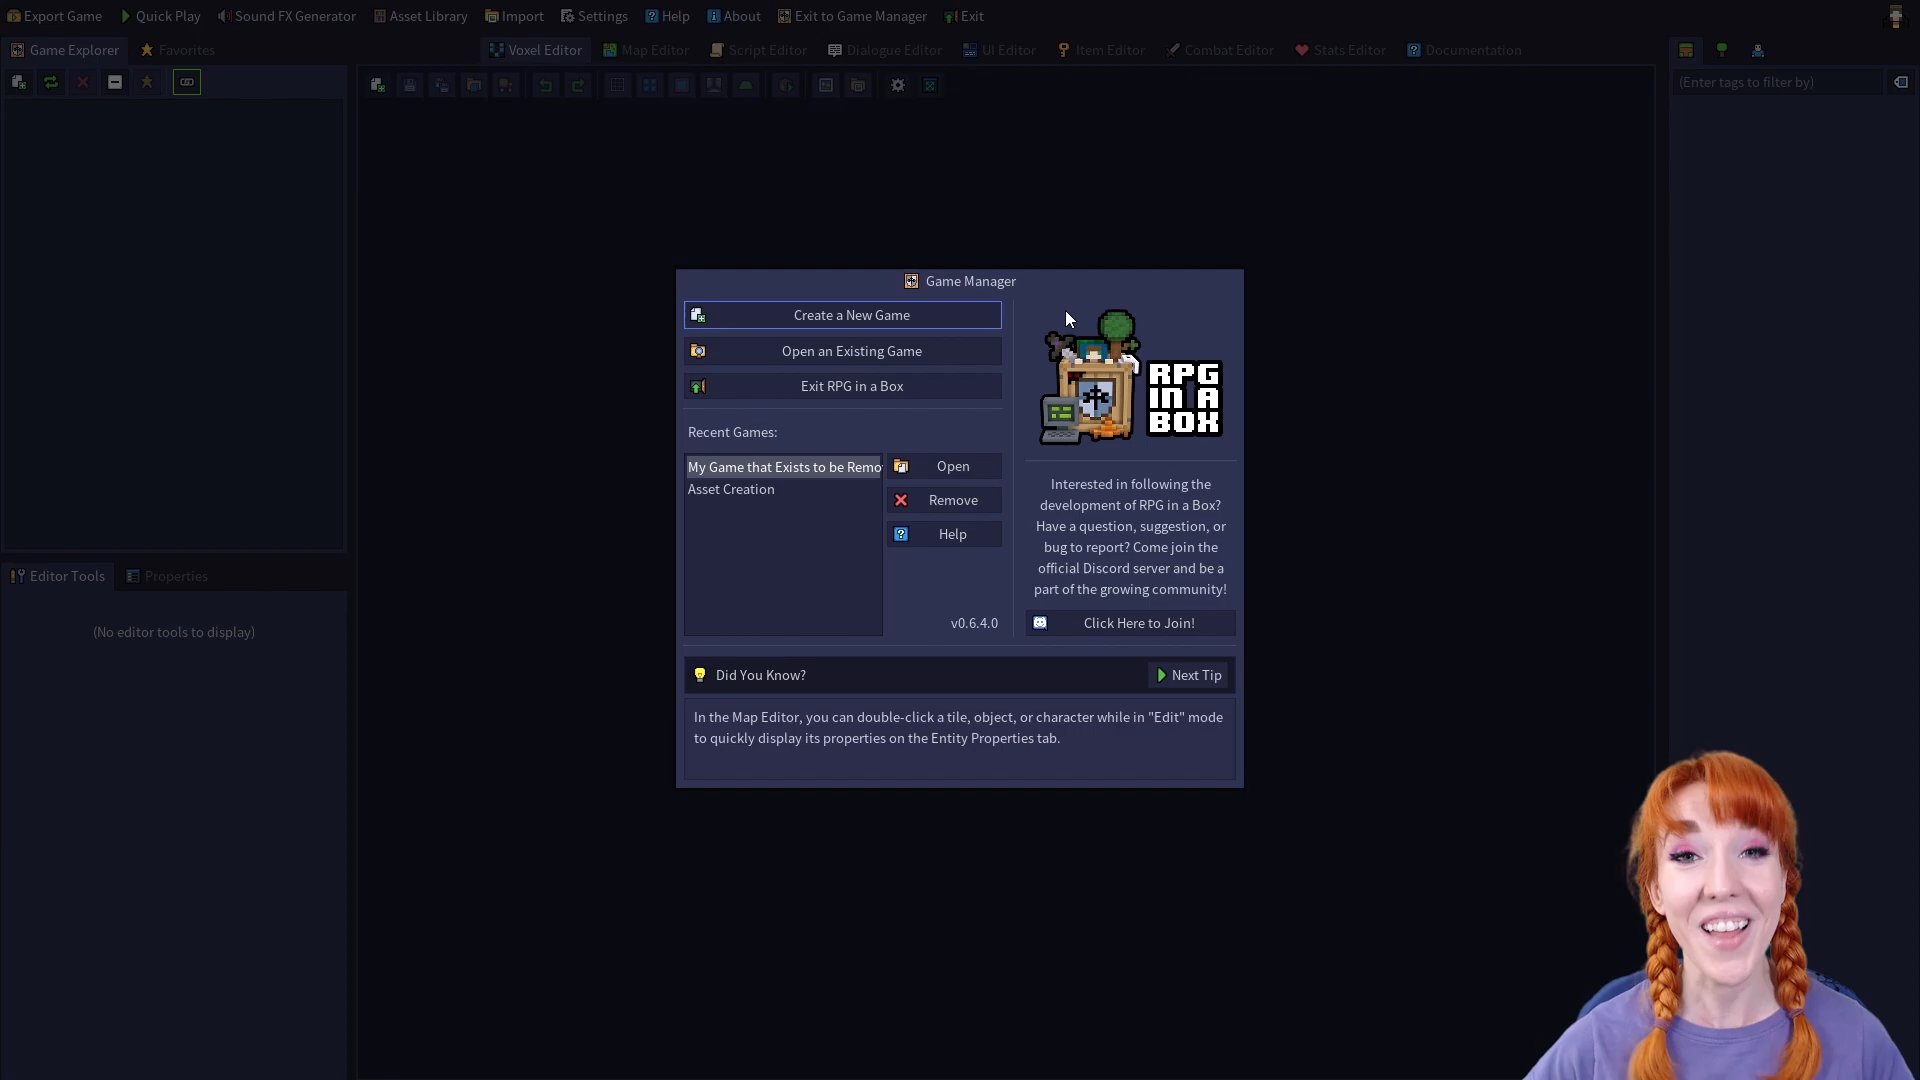 Export Game
Quick Play
Sound FX Generator
Asset Library
Import
Settings
Help
About
Exit to Game Manager
Exit
Game Explorer
Favorites
Voxel Editor
Map Editor
Script Editor
Dialogue Editor
UI Editor
Item Editor
Combat Editor
Stats Editor
Documentation
(Enter tags to filter by)
Game Manager
Create a New Game
Open an Existing Game
Exit RPG in a Box
Recent Games:
My Game that Exists to be Remo
Asset Creation
Open
Remove
Help
v0.6.4.0
RPG
IN A
BOX
Interested in following the
development of RPG in a Box?
Have a question, suggestion, or
bug to report? Come join the
official Discord server and be a
part of the growing community!
Click Here to Join!
Did You Know?
Next Tip
In the Map Editor, you can double-click a tile, object, or character while in "Edit" mode
to quickly display its properties on the Entity Properties tab.
Editor Tools
Properties
(No editor tools to display)